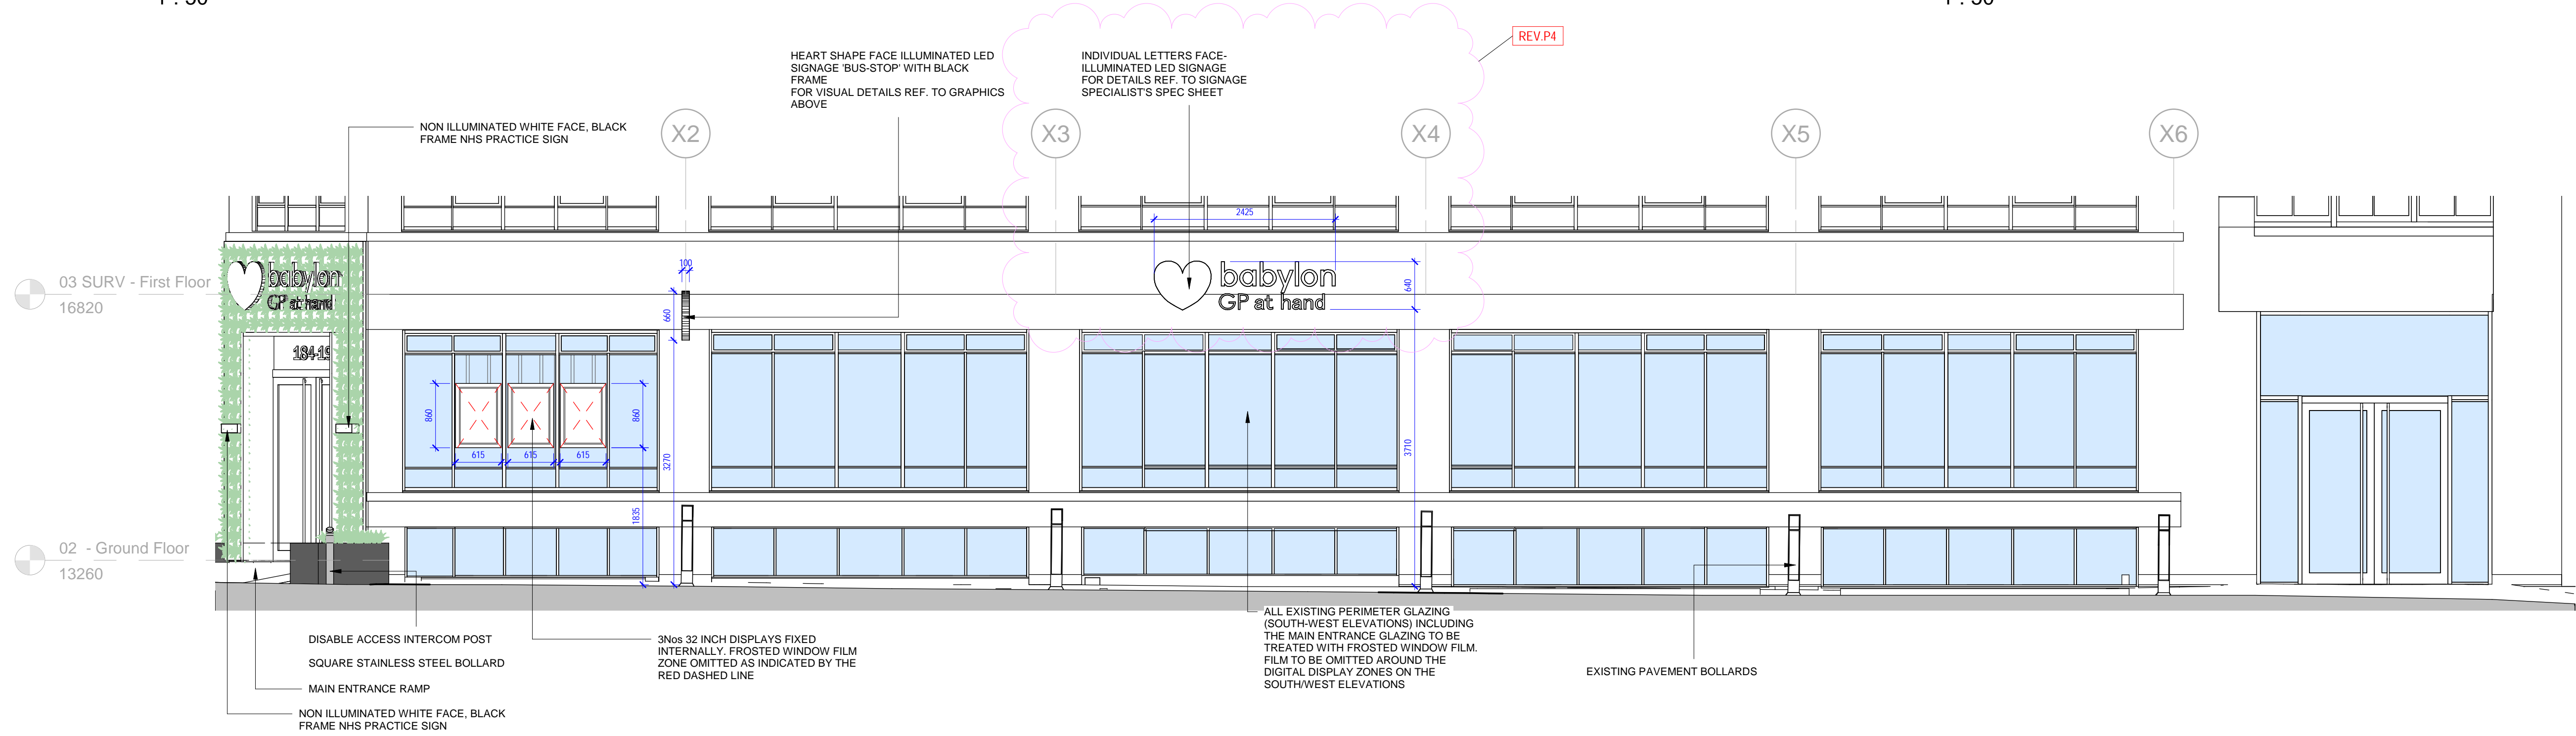 1 : 50
1 : 50
REV.P4
HEART SHAPE FACE ILLUMINATED LED
SIGNAGE 'BUS-STOP' WITH BLACK
FRAME
FOR VISUAL DETAILS REF. TO GRAPHICS
ABOVE
INDIVIDUAL LETTERS FACE-
ILLUMINATED LED SIGNAGE
FOR DETAILS REF. TO SIGNAGE
SPECIALIST'S SPEC SHEET
NON ILLUMINATED WHITE FACE, BLACK
FRAME NHS PRACTICE SIGN
X2
X3
X4
X5
X6
2425
100
660
640
03 SURV - First Floor
16820
babylon
GP at hand
babylon
GP at hand
184-19
860
860
615
615
615
3270
3710
1835
02 - Ground Floor
13260
DISABLE ACCESS INTERCOM POST
SQUARE STAINLESS STEEL BOLLARD
MAIN ENTRANCE RAMP
NON ILLUMINATED WHITE FACE, BLACK
FRAME NHS PRACTICE SIGN
3Nos 32 INCH DISPLAYS FIXED
INTERNALLY. FROSTED WINDOW FILM
ZONE OMITTED AS INDICATED BY THE
RED DASHED LINE
ALL EXISTING PERIMETER GLAZING
(SOUTH-WEST ELEVATIONS) INCLUDING
THE MAIN ENTRANCE GLAZING TO BE
TREATED WITH FROSTED WINDOW FILM.
FILM TO BE OMITTED AROUND THE
DIGITAL DISPLAY ZONES ON THE
SOUTH/WEST ELEVATIONS
EXISTING PAVEMENT BOLLARDS